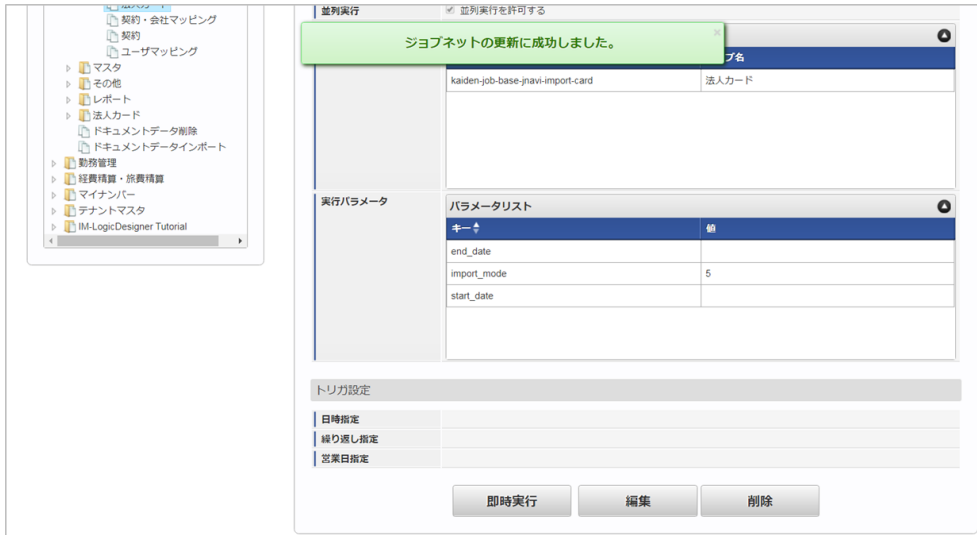 法人カード
契約・会社マッピング
契約
ユーザマッピング
マスタ
その他
レポート
法人カード
ドキュメントデータ削除
ドキュメントデータインポート
勤務管理
経費精算・旅費精算
マイナンバー
テナントマスタ
IM-LogicDesigner Tutorial
並列実行
並列実行を許可する
ジョブネットの更新に成功しました。
ブ名
kaiden-job-base-jnavi-import-card 法人カード
実行パラメータ
パラメータリスト
キー 値
end_date
import_mode 5
start_date
トリガ設定
日時指定
繰り返し指定
営業日指定
即時実行 編集 削除